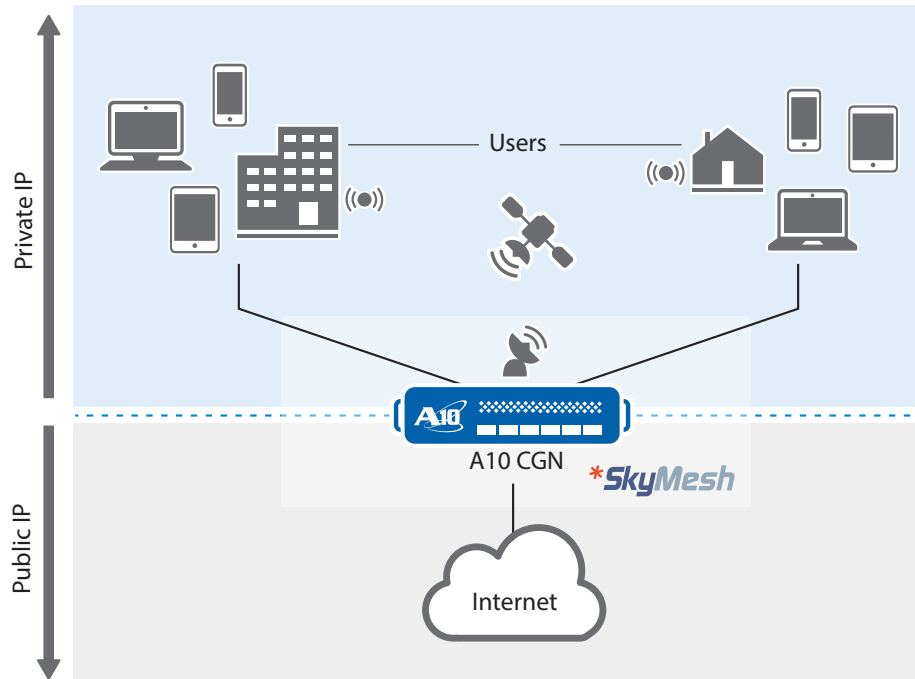 Private IP
Users
A10
A10 CGN
*SkyMesh
Public IP
Internet